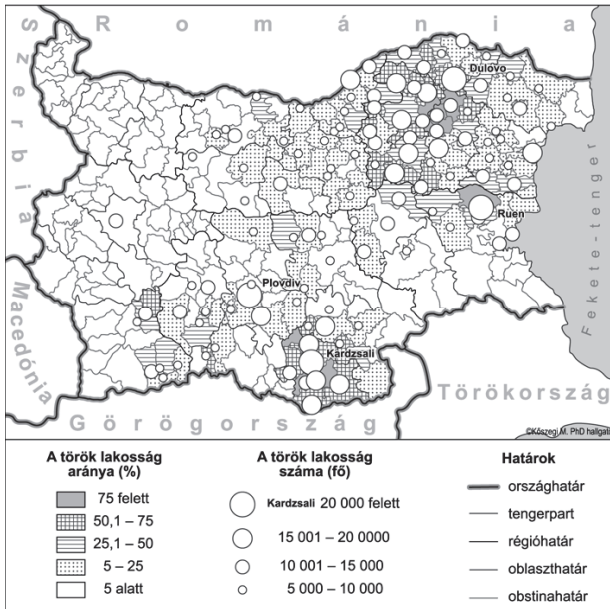 R o m á n i a
Szerbia
Dulovo
Ruen
Fekete-tenger
Plovdiv
Macedónia
Kardzsali
Törökország
Görögország
©Kőszegi M. PhD hallgató
A török lakosság
aránya (%)
75 felett
50,1 – 75
25,1 – 50
5 – 25
5 alatt
A török lakosság
száma (fő)
Kardzsali 20 000 felett
15 001 – 20 0000
10 001 – 15 000
5 000 – 10 000
Határok
országhatár
tengerpart
régióhatár
oblaszthatár
obstinahatár